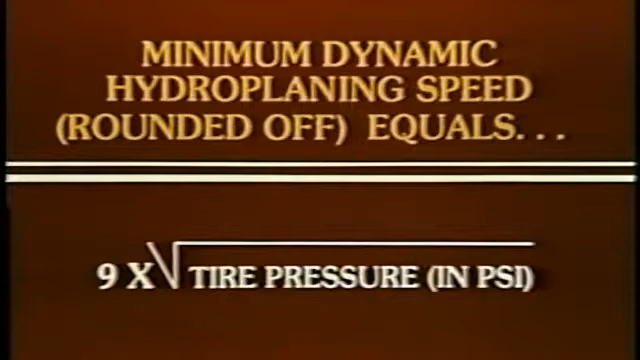 MINIMUM DYNAMIC
HYDROPLANING SPEED
(ROUNDED OFF) EQUALS...
9 X √TIRE PRESSURE (IN PSI)